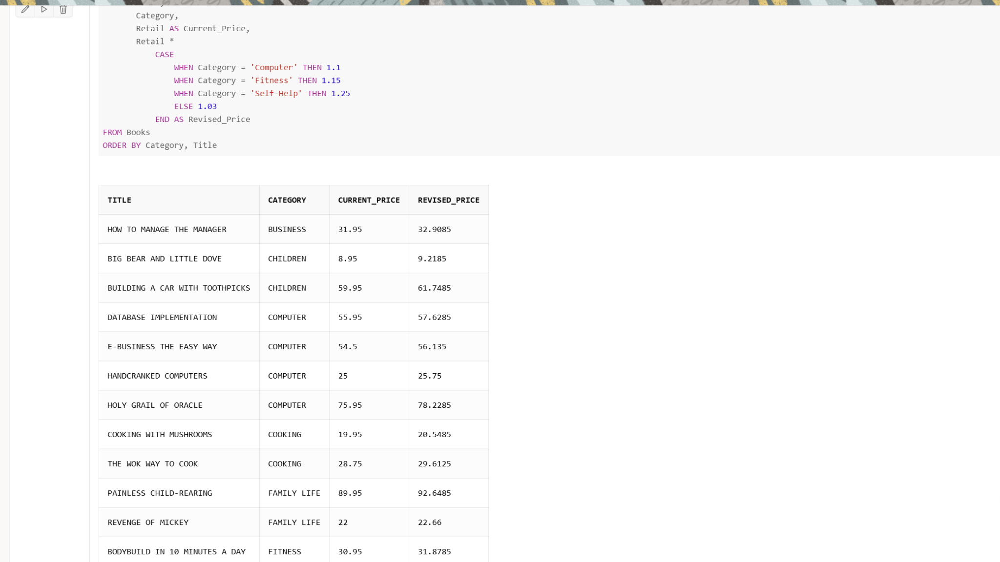 Category,
Retail AS Current_Price,
Retail *
CASE
WHEN Category = 'Computer' THEN 1.1
WHEN Category = 'Fitness' THEN 1.15
WHEN Category = 'Self-Help' THEN 1.25
ELSE 1.03
END AS Revised_Price
FROM Books
ORDER BY Category, Title
TITLE CATEGORY CURRENT_PRICE REVISED_PRICE
HOW TO MANAGE THE MANAGER BUSINESS 31.95 32.9085
BIG BEAR AND LITTLE DOVE CHILDREN 8.95 9.2185
BUILDING A CAR WITH TOOTHPICKS CHILDREN 59.95 61.7485
DATABASE IMPLEMENTATION COMPUTER 55.95 57.6285
E-BUSINESS THE EASY WAY COMPUTER 54.5 56.135
HANDCRANKED COMPUTERS COMPUTER 25 25.75
HOLY GRAIL OF ORACLE COMPUTER 75.95 78.2285
COOKING WITH MUSHROOMS COOKING 19.95 20.5485
THE WOK WAY TO COOK COOKING 28.75 29.6125
PAINLESS CHILD-REARING FAMILY LIFE 89.95 92.6485
REVENGE OF MICKEY FAMILY LIFE 22 22.66
BODYBUILD IN 10 MINUTES A DAY FITNESS 30.95 31.8785